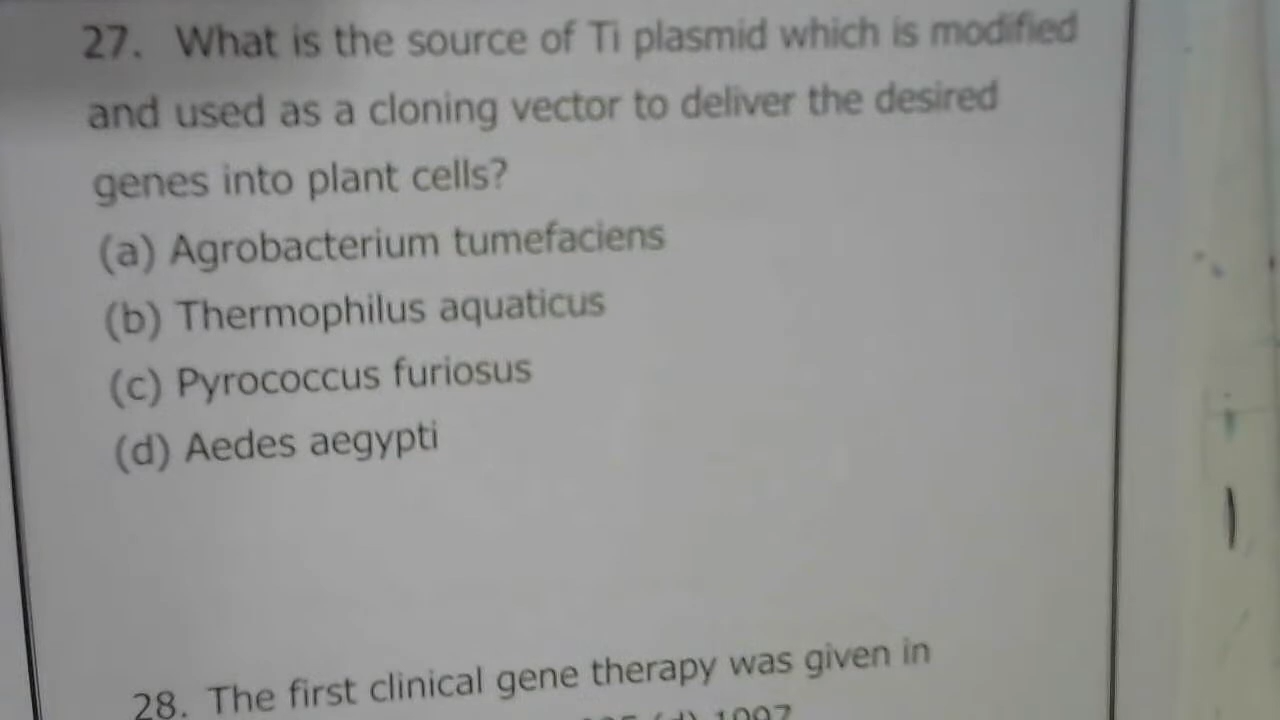 27. What is the source of Ti plasmid which is modified
and used as a cloning vector to deliver the desired
genes into plant cells?
(a) Agrobacterium tumefaciens
(b) Thermophilus aquaticus
(c) Pyrococcus furiosus
(d) Aedes aegypti
28. The first clinical gene therapy was given in
(d) 1997